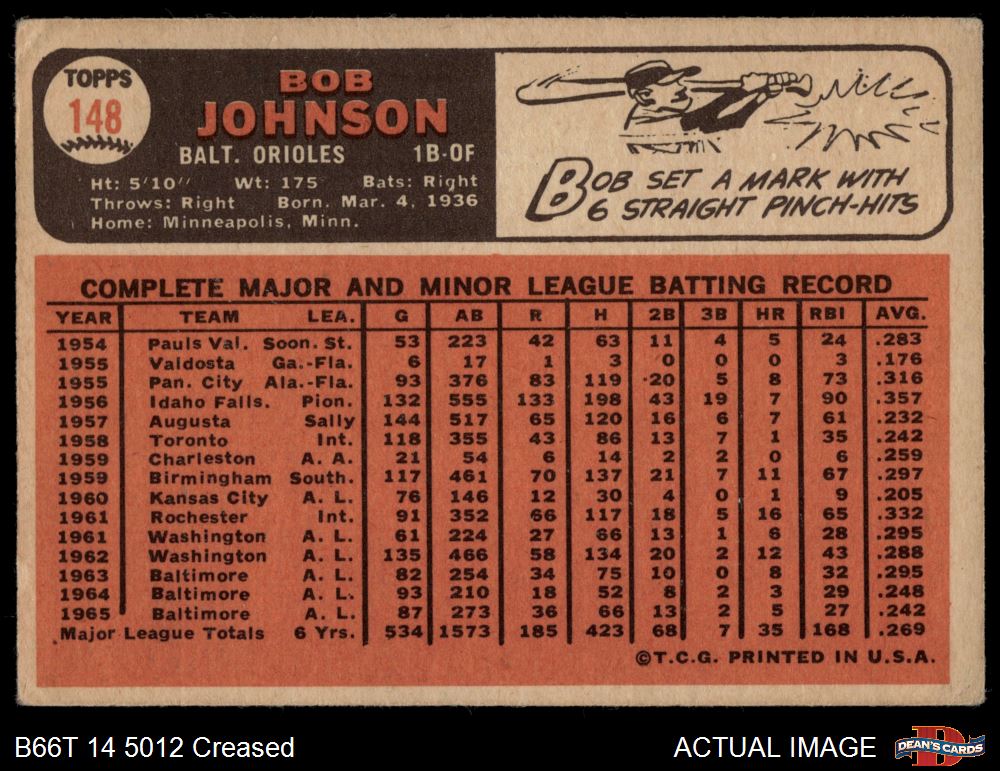 TOPPS
148
BOB
JOHNSON
BALT. ORIOLES 1B-OF
Ht: 5'10" Wt: 175 Bats: Right
Throws: Right Born. Mar. 4, 1936
Home: Minneapolis, Minn.
BOB SET A MARK WITH
6 STRAIGHT PINCH-HITS
COMPLETE MAJOR AND MINOR LEAGUE BATTING RECORD
YEAR TEAM LEA. G AB R H 2B 3B HR RBI AVG.
1954 Pauls Val. Soon. St. 53 223 42 63 11 4 5 24 .283
1955 Valdosta Ga.-Fla. 6 17 1 3 0 0 0 3 .176
1955 Pan. City Ala.-Fla. 93 376 83 119 20 5 8 73 .316
1956 Idaho Falls. Pion. 132 555 133 198 43 19 7 90 .357
1957 Augusta Sally 144 517 65 120 16 6 7 61 .232
1958 Toronto Int. 118 355 43 86 13 7 1 35 .242
1959 Charleston A. A. 21 54 6 14 2 2 0 6 .259
1959 Birmingham South. 117 461 70 137 21 7 11 67 .297
1960 Kansas City A. L. 76 146 12 30 4 0 1 9 .205
1961 Rochester Int. 91 352 66 117 18 5 16 65 .332
1961 Washington A. L. 61 224 27 66 13 1 6 28 .295
1962 Washington A. L. 135 466 58 134 20 2 12 43 .288
1963 Baltimore A. L. 82 254 34 75 10 0 8 32 .295
1964 Baltimore A. L. 93 210 18 52 8 2 3 29 .248
1965 Baltimore A. L. 87 273 36 66 13 2 5 27 .242
Major League Totals 6 Yrs. 534 1573 185 423 68 7 35 168 .269
©T.C.G. PRINTED IN U.S.A.
B66T 14 5012 Creased
ACTUAL IMAGE
DEAN'S CARDS